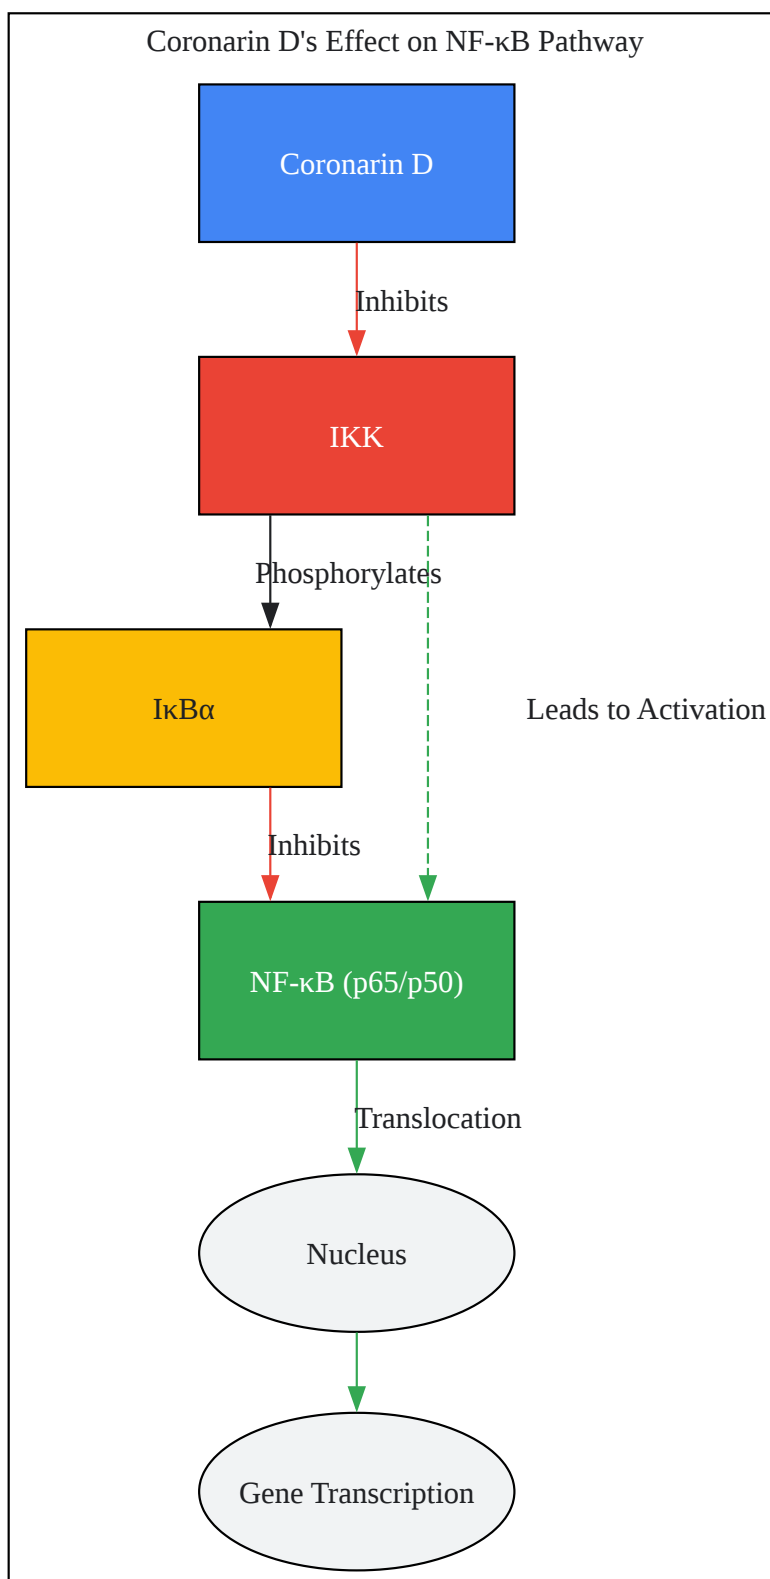 Coronarin D's Effect on NF-κB Pathway
Coronarin D
Inhibits
IKK
Phosphorylates
IκBα
Leads to Activation
Inhibits
NF-κB (p65/p50)
Translocation
Nucleus
Gene Transcription